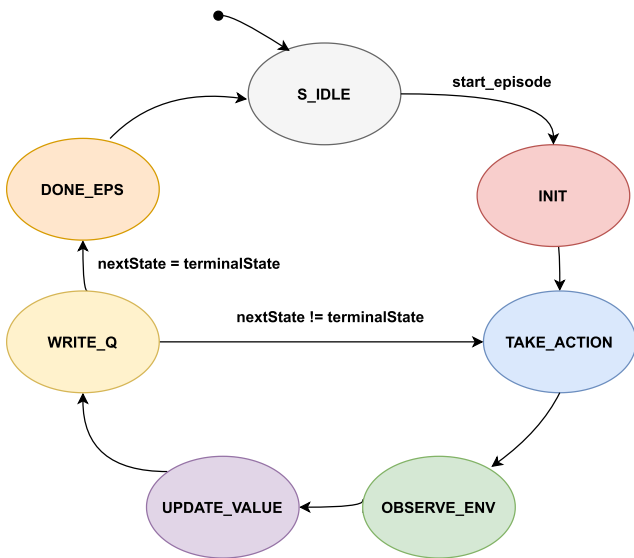 S_IDLE
start_episode
DONE_EPS
INIT
nextState = terminalState
nextState != terminalState
WRITE_Q
TAKE_ACTION
UPDATE_VALUE
OBSERVE_ENV